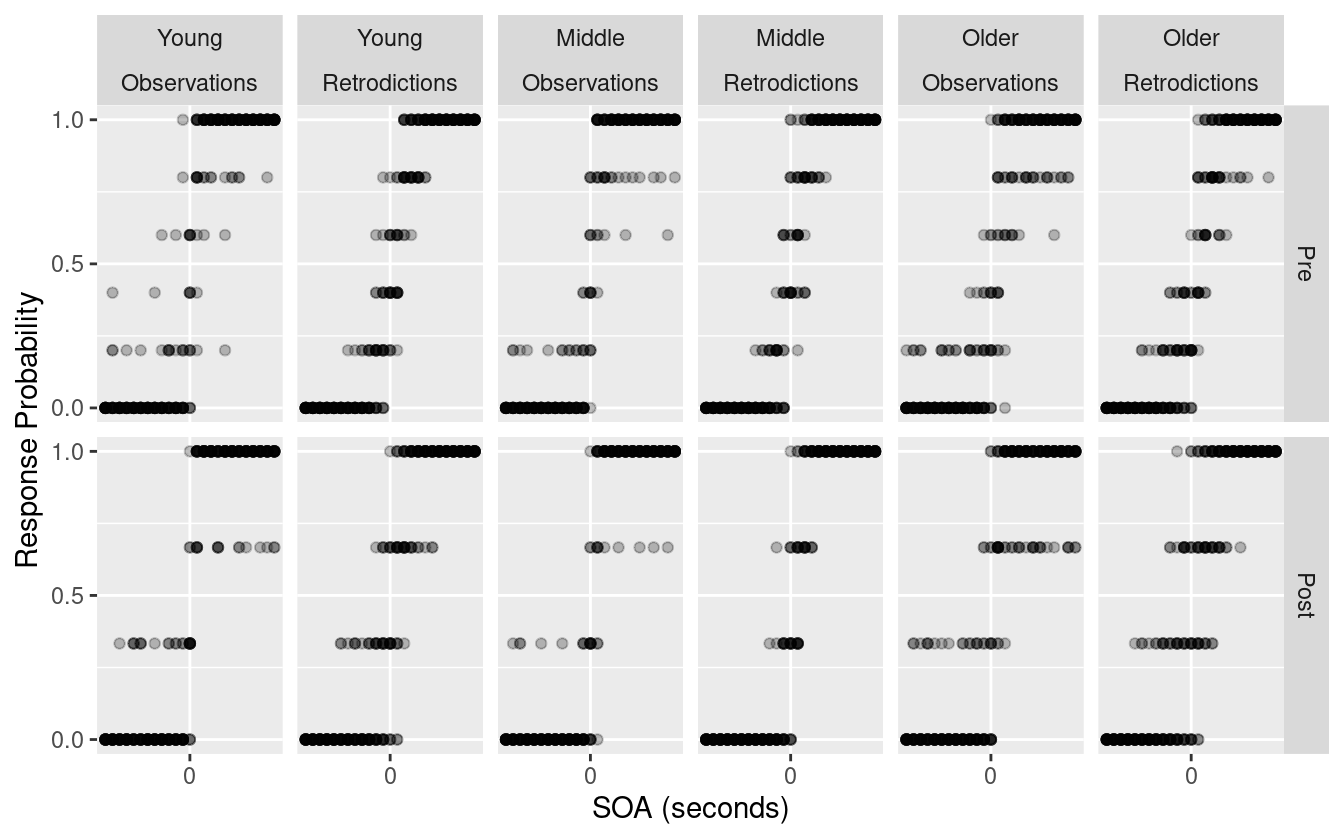 Young Young Middle Middle Older Older
Observations Retrodictions Observations Retrodictions Observations Retrodictions
1.0
0.5
0.0
Pre
1.0
0.5
0.0
Post
Response Probability
0 0 0 0 0 0
SOA (seconds)